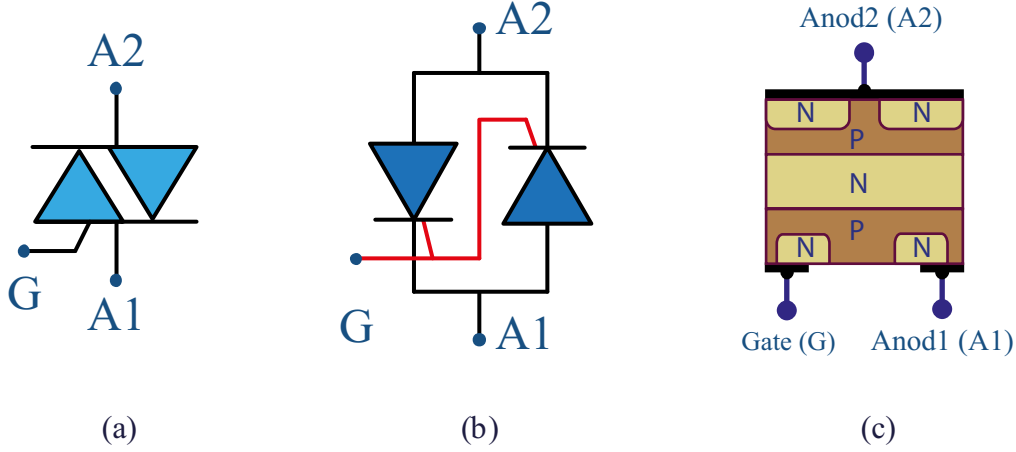 A2
G
A1
(a)
A2
G
A1
(b)
Anod2 (A2)
N N
P
N
P
N N
Gate (G) Anod1 (A1)
(c)